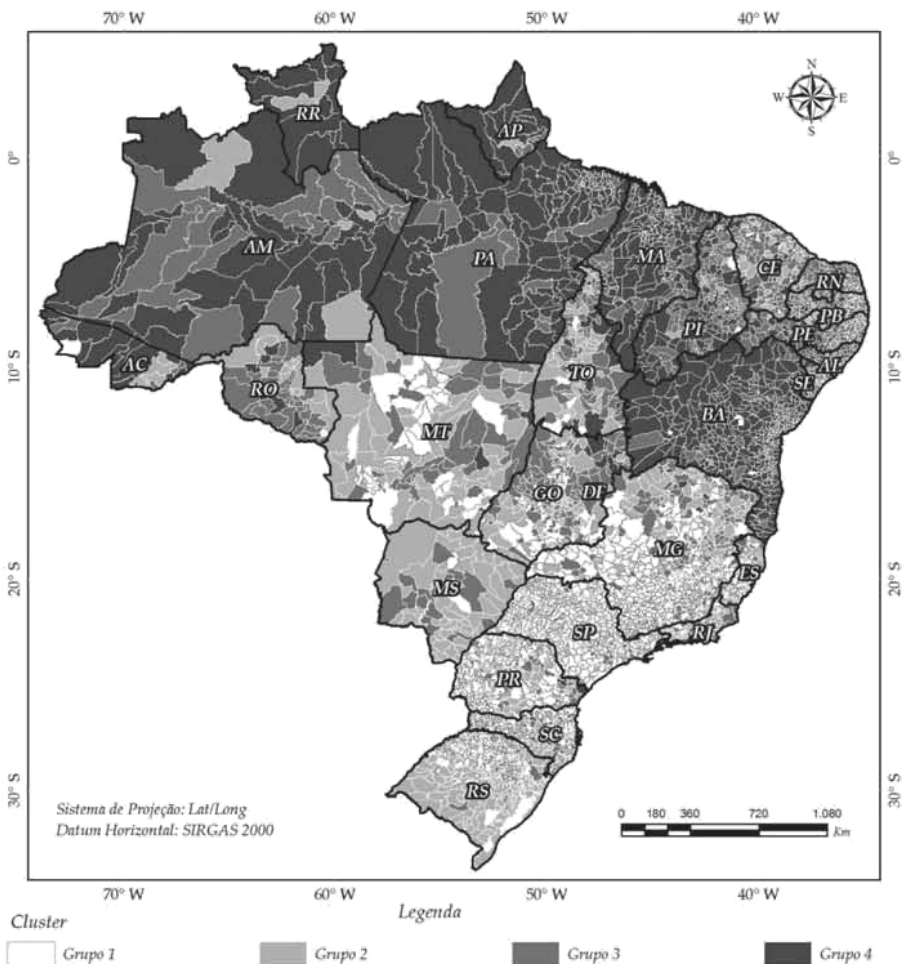 70° W 60° W 50° W 40° W
N
W E
S
RR AP
0° 0°
AM PA MA CE RN
PB
PI PE
AC AL
10° S TO SE 10° S
RO BA
MT
GO DF
MG
MS ES
20° S 20° S
SP RJ
PR
SC
RS
30° S 30° S
Sistema de Projeção: Lat/Long
Datum Horizontal: SIRGAS 2000
0 180 360 720 1.080
Km
70° W 60° W 50° W 40° W
Legenda
Cluster
Grupo 1 Grupo 2 Grupo 3 Grupo 4